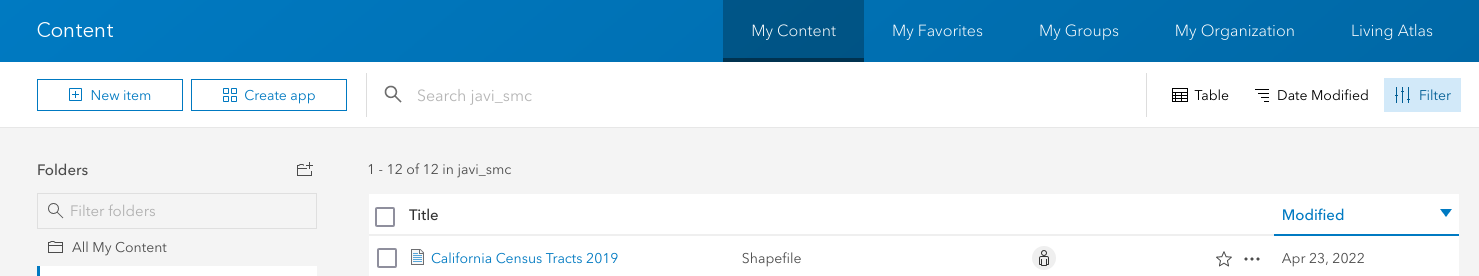 Content My Content My Favorites My Groups My Organization Living Atlas
New item Create app Search javi_smc Table Date Modified Filter
Folders 1 - 12 of 12 in javi_smc
Filter folders Title Modified
All My Content California Census Tracts 2019 Shapefile Apr 23, 2022